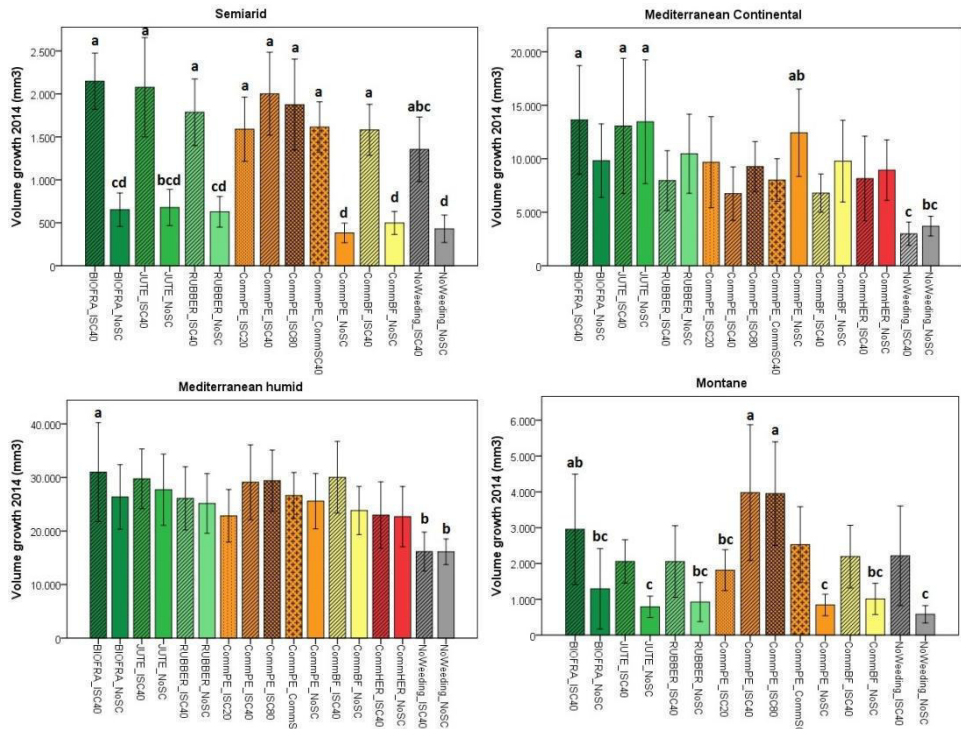 Semiarid
Volume growth 2014 (mm3)
2.500
2.000
1.500
1.000
500
0
a cd a bcd a cd a a a a d a d abc d
BIOFRA_ISC40
BIOFRA_NoSC
JUTE_ISC40
JUTE_NoSC
RUBBER_ISC40
RUBBER_NoSC
CommPE_ISC20
CommPE_ISC40
CommPE_ISC80
CommPE_CommSC40
CommPE_NoSC
CommBF_ISC40
CommBF_NoSC
NoWeeding_ISC40
NoWeeding_NoSC
Mediterranean Continental
Volume growth 2014 (mm3)
20.000
15.000
10.000
5.000
0
a a a ab c bc
BIOFRA_ISC40
BIOFRA_NoSC
JUTE_ISC40
JUTE_NoSC
RUBBER_ISC40
RUBBER_NoSC
CommPE_ISC20
CommPE_ISC40
CommPE_ISC80
CommPE_CommSC40
CommPE_NoSC
CommBF_ISC40
CommBF_NoSC
CommHER_ISC40
CommHER_NoSC
NoWeeding_ISC40
NoWeeding_NoSC
Mediterranean humid
Volume growth 2014 (mm3)
40.000
30.000
20.000
10.000
0
a b b
BIOFRA_ISC40
BIOFRA_NoSC
JUTE_ISC40
JUTE_NoSC
RUBBER_ISC40
RUBBER_NoSC
CommPE_ISC20
CommPE_ISC40
CommPE_ISC80
CommPE_CommS
CommPE_NoSC
CommBF_ISC40
CommBF_NoSC
CommHER_ISC40
CommHER_NoSC
NoWeeding_ISC40
NoWeeding_NoSC
Montane
Volume growth 2014 (mm3)
6.000
5.000
4.000
3.000
2.000
1.000
0
ab bc c bc bc a a c bc c
BIOFRA_ISC40
BIOFRA_NoSC
JUTE_ISC40
JUTE_NoSC
RUBBER_ISC40
RUBBER_NoSC
CommPE_ISC20
CommPE_ISC40
CommPE_ISC80
CommPE_NoSC
CommBF_ISC40
CommBF_NoSC
NoWeeding_ISC40
NoWeeding_NoSC